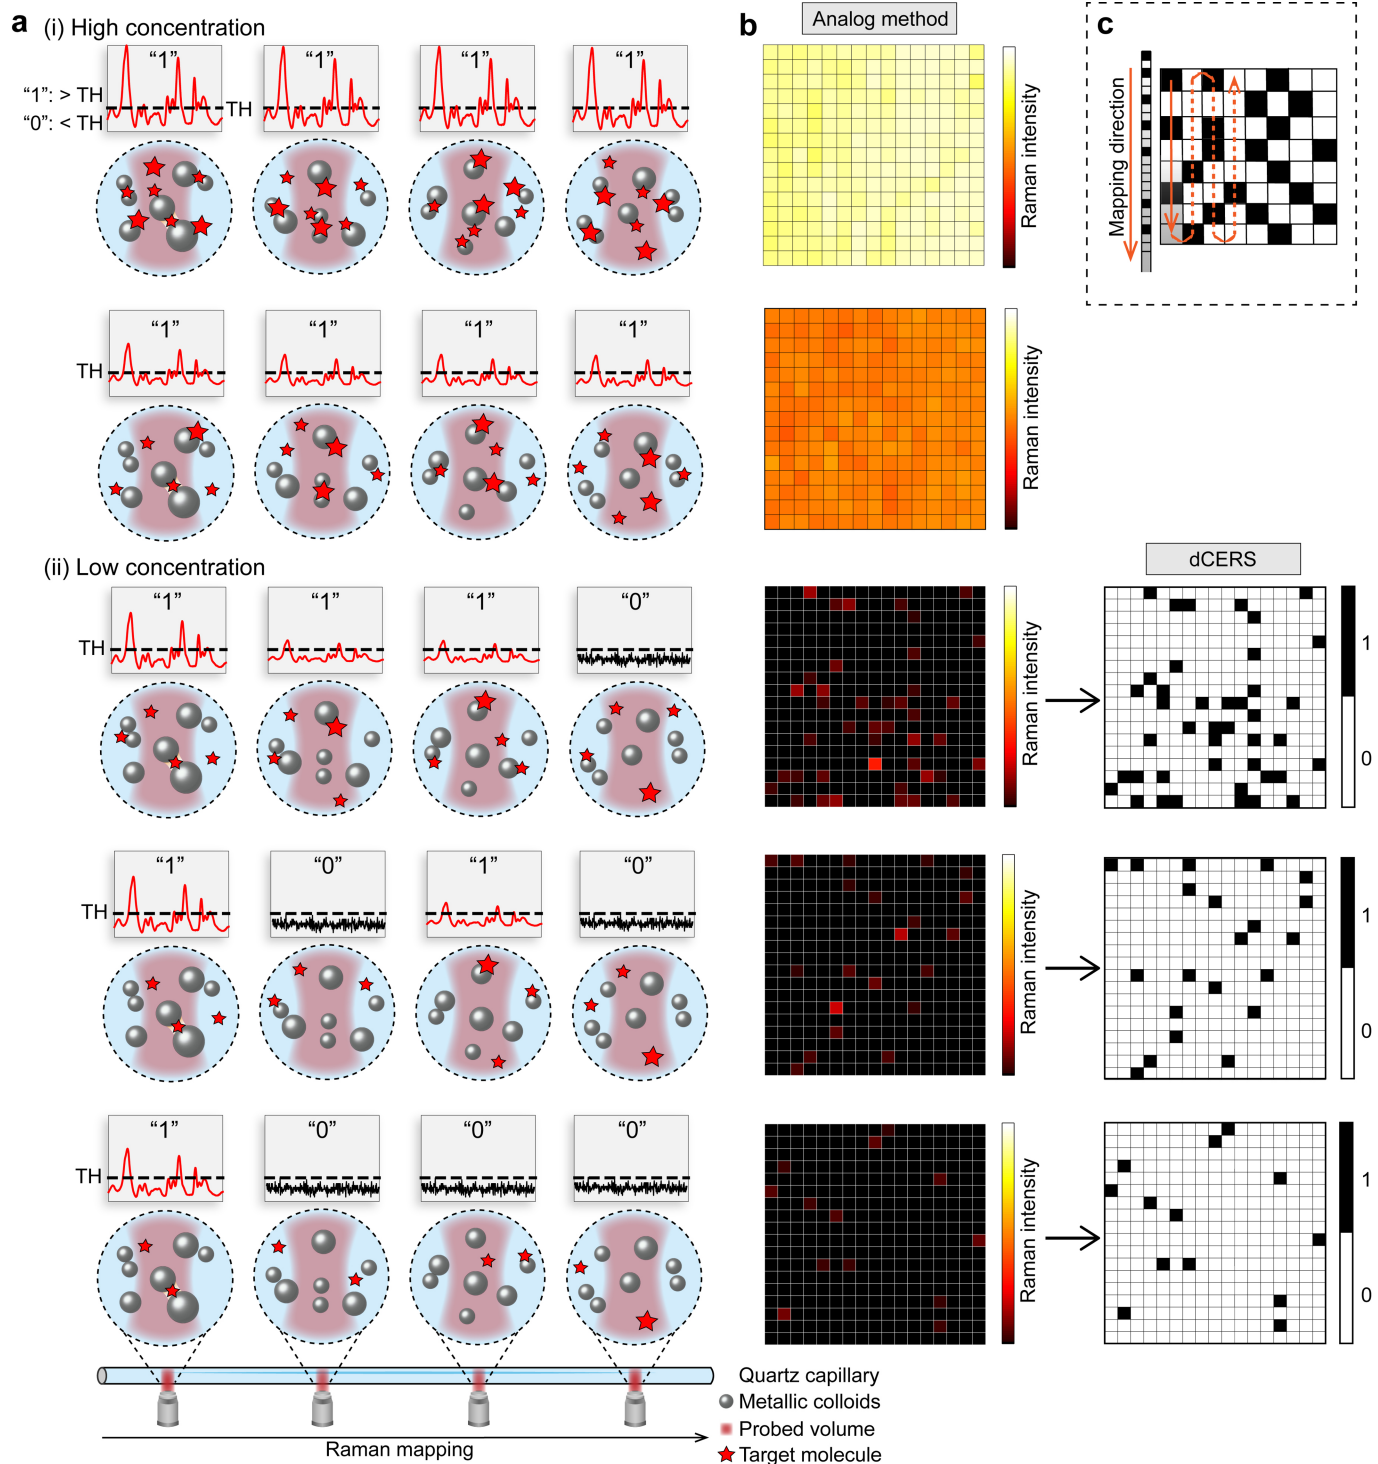 a
(i) High concentration
“1”
“1”
“1”
“1”
“1”: > TH
“0”: < TH
TH
“1”
“1”
“1”
“1”
TH
(ii) Low concentration
“1”
“1”
“1”
“0”
TH
“1”
“0”
“1”
“0”
TH
“1”
“0”
“0”
“0”
TH
Raman mapping
Quartz capillary
Metallic colloids
Probed volume
Target molecule
b
Analog method
Raman intensity
Raman intensity
Raman intensity
Raman intensity
Raman intensity
c
Mapping direction
dCERS
1
0
1
0
1
0